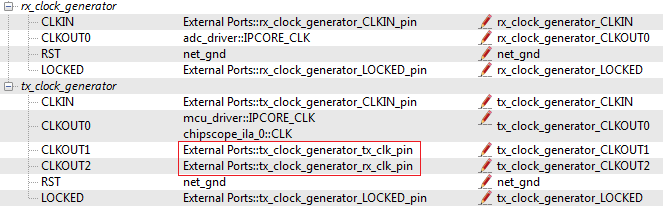 rx_clock_generator
CLKIN External Ports::rx_clock_generator_CLKIN_pin rx_clock_generator_CLKIN
CLKOUT0 adc_driver::IPCORE_CLK rx_clock_generator_CLKOUT0
RST net_gnd net_gnd
LOCKED External Ports::rx_clock_generator_LOCKED_pin rx_clock_generator_LOCKED
tx_clock_generator
CLKIN External Ports::tx_clock_generator_CLKIN_pin tx_clock_generator_CLKIN
CLKOUT0 mcu_driver::IPCORE_CLK tx_clock_generator_CLKOUT0
chipscope_ila_0::CLK
CLKOUT1 External Ports::tx_clock_generator_tx_clk_pin tx_clock_generator_CLKOUT1
CLKOUT2 External Ports::tx_clock_generator_rx_clk_pin tx_clock_generator_CLKOUT2
RST net_gnd net_gnd
LOCKED External Ports::tx_clock_generator_LOCKED_pin tx_clock_generator_LOCKED